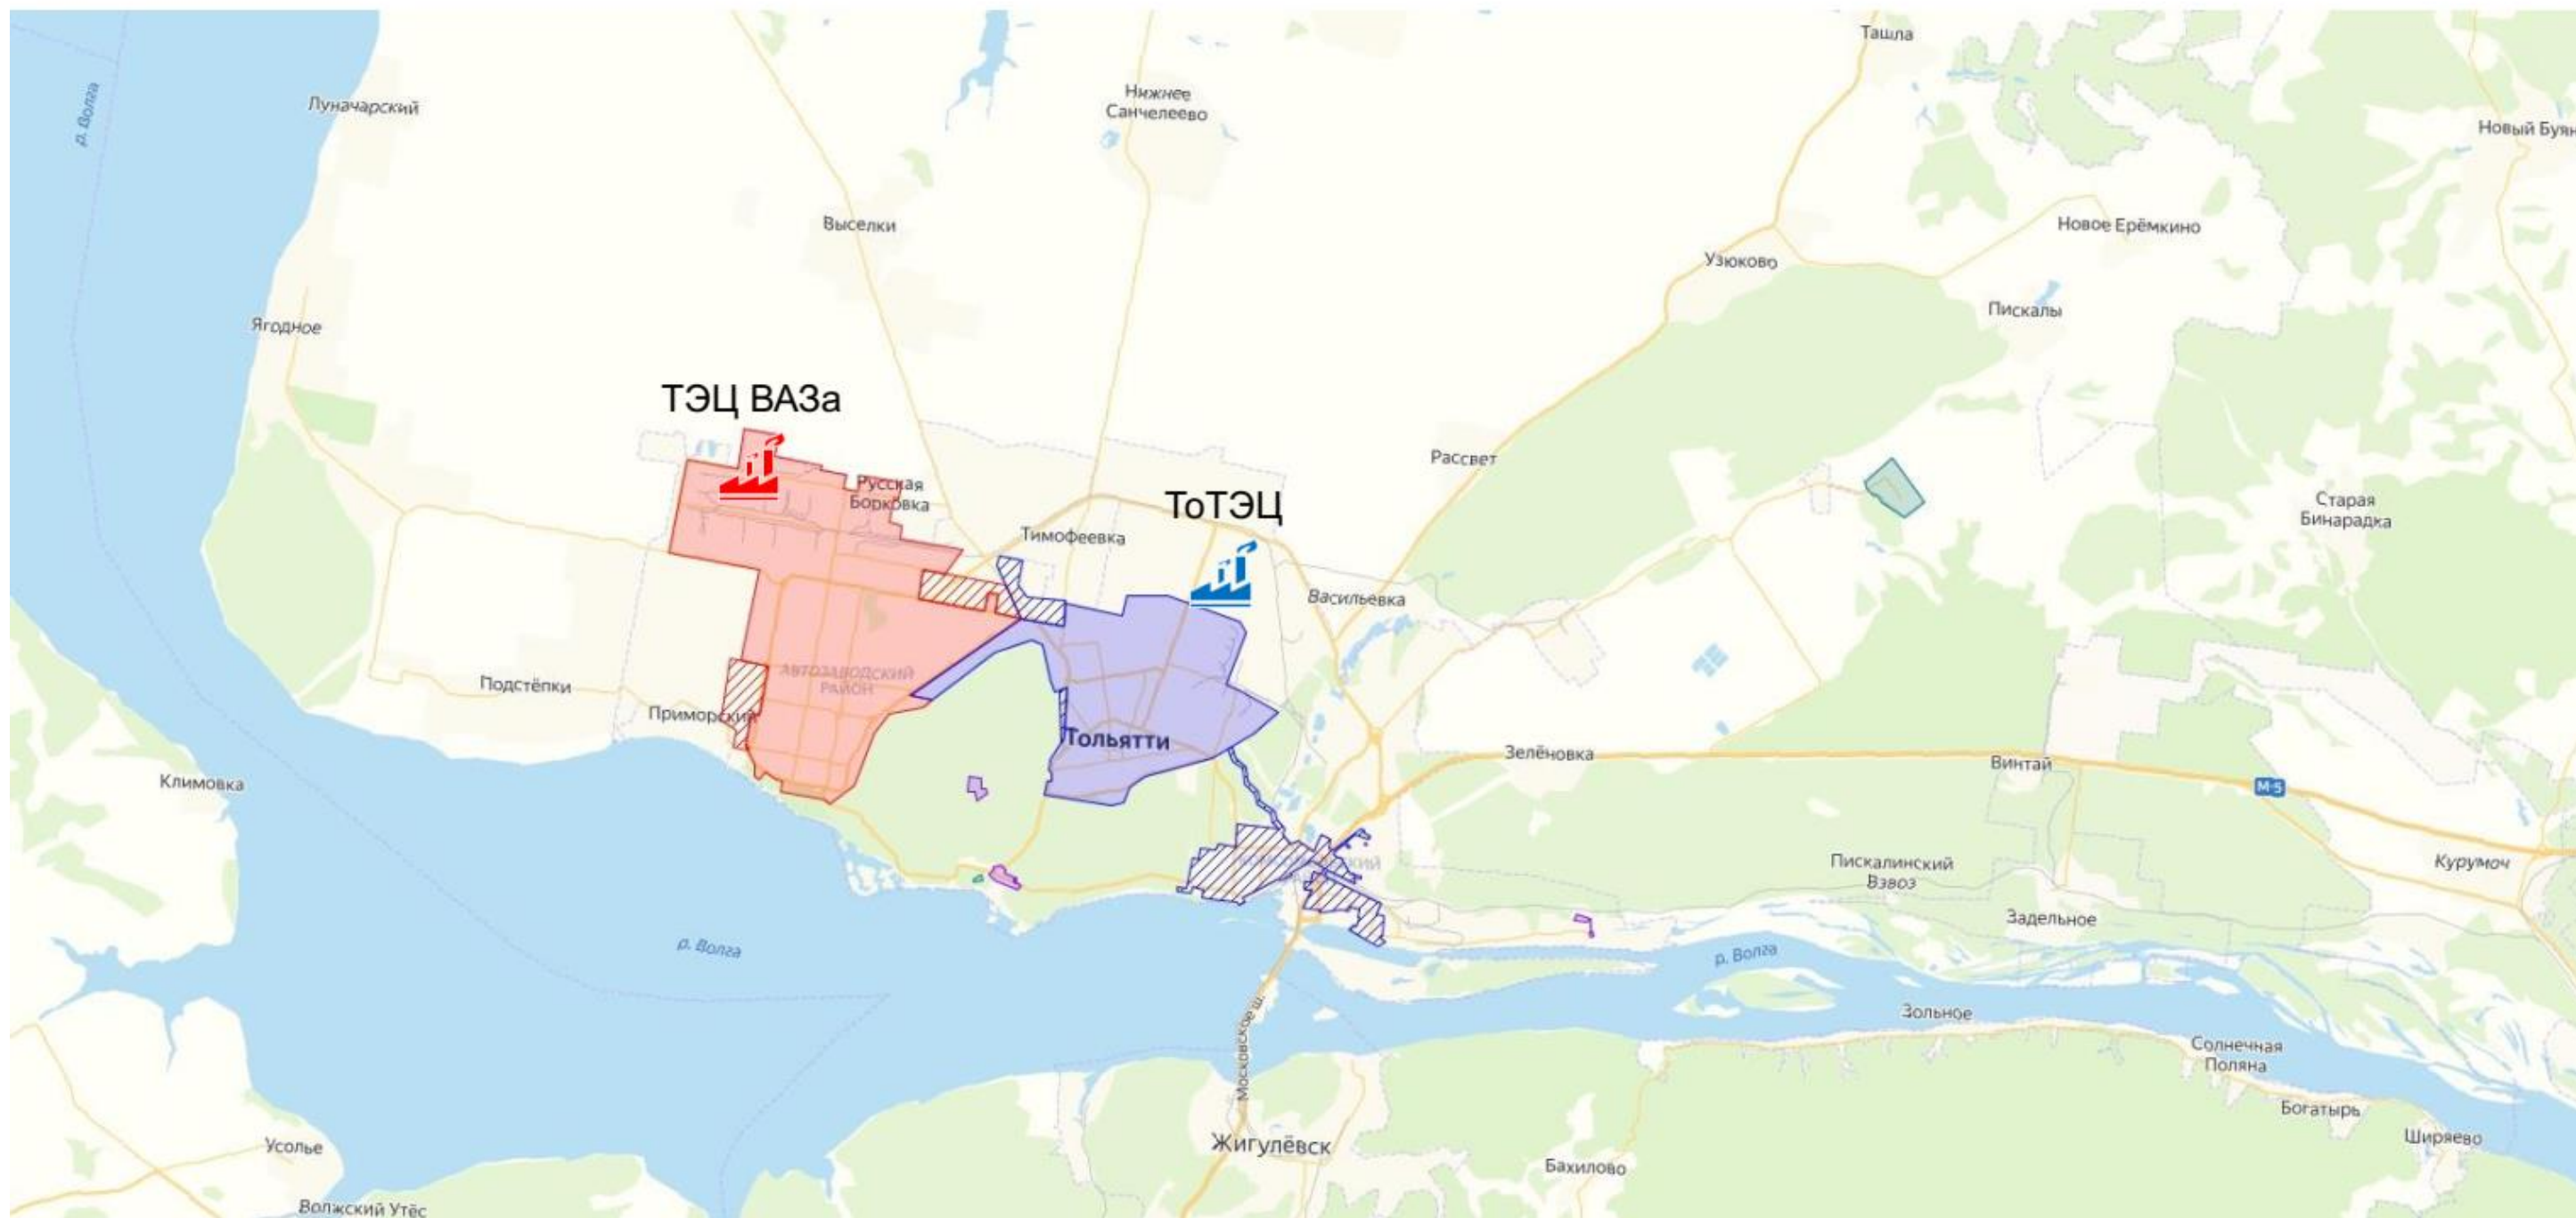 Ташла
р. Волга
Луначарский
Нижнее
Санчелеево
Новый Буян
Выселки
Новое Ерёмкино
Узюково
Пискалы
Ягодное
ТЭЦ ВАЗа
Рассвет
Русская
Борковка
ТоТЭЦ
Старая
Бинарадка
Тимофеевка
Васильевка
АВТОЗАВОДСКИЙ
РАЙОН
Подстёпки
Приморский
Тольятти
Зелёновка
Винтай
Климовка
М-5
Пискалинский
Взвоз
Курумоч
Задельное
р. Волга
р. Волга
Зольное
Московское ш.
Солнечная
Поляна
Богатырь
Жигулёвск
Ширяево
Усолье
Бахилово
Волжский Утёс